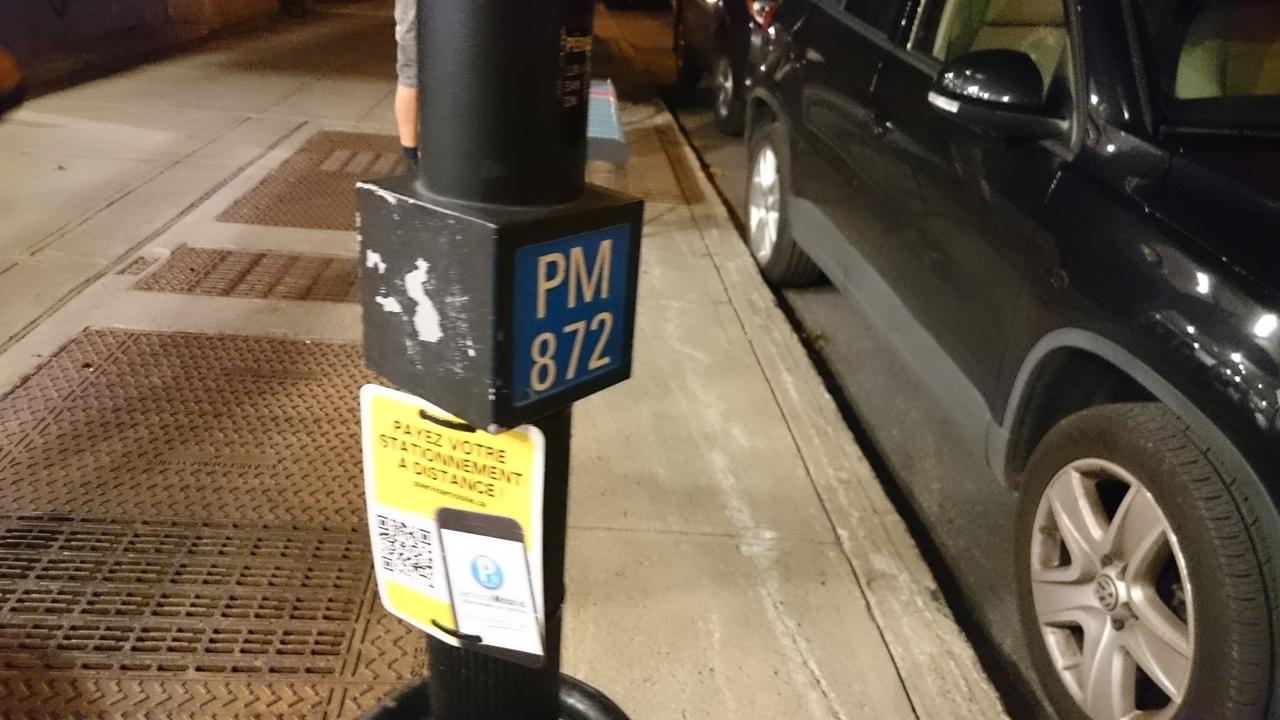 PM
872
PAYEZ VOTRE
STATIONNEMENT
À DISTANCE !
P